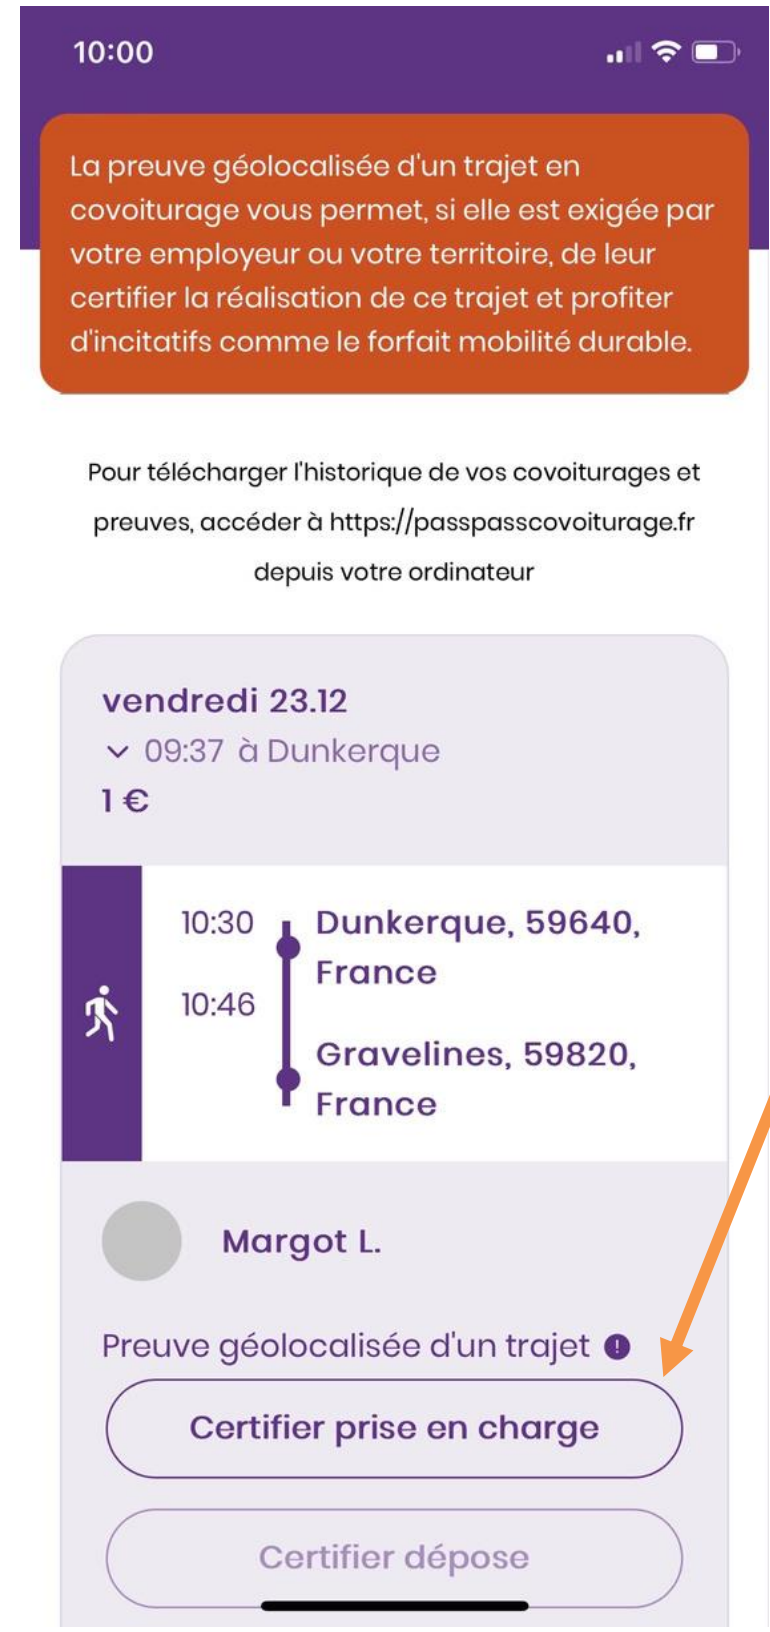 10:00
La preuve géolocalisée d'un trajet en
covoiturage vous permet, si elle est exigée par
votre employeur ou votre territoire, de leur
certifier la réalisation de ce trajet et profiter
d'incitatifs comme le forfait mobilité durable.
Pour télécharger l'historique de vos covoiturages et
preuves, accéder à https://passpasscovoiturage.fr
depuis votre ordinateur
vendredi 23.12
09:37 à Dunkerque
1 €
10:30 Dunkerque, 59640,
France
10:46
Gravelines, 59820,
France
Margot L.
Preuve géolocalisée d'un trajet !
Certifier prise en charge
Certifier dépose